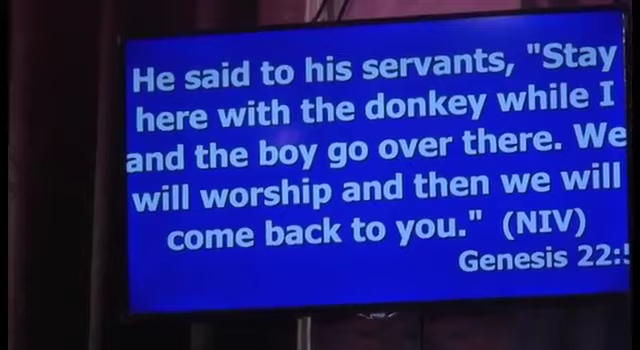 He said to his servants, "Stay
here with the donkey while I
and the boy go over there. We
will worship and then we will
come back to you." (NIV)
Genesis 22: